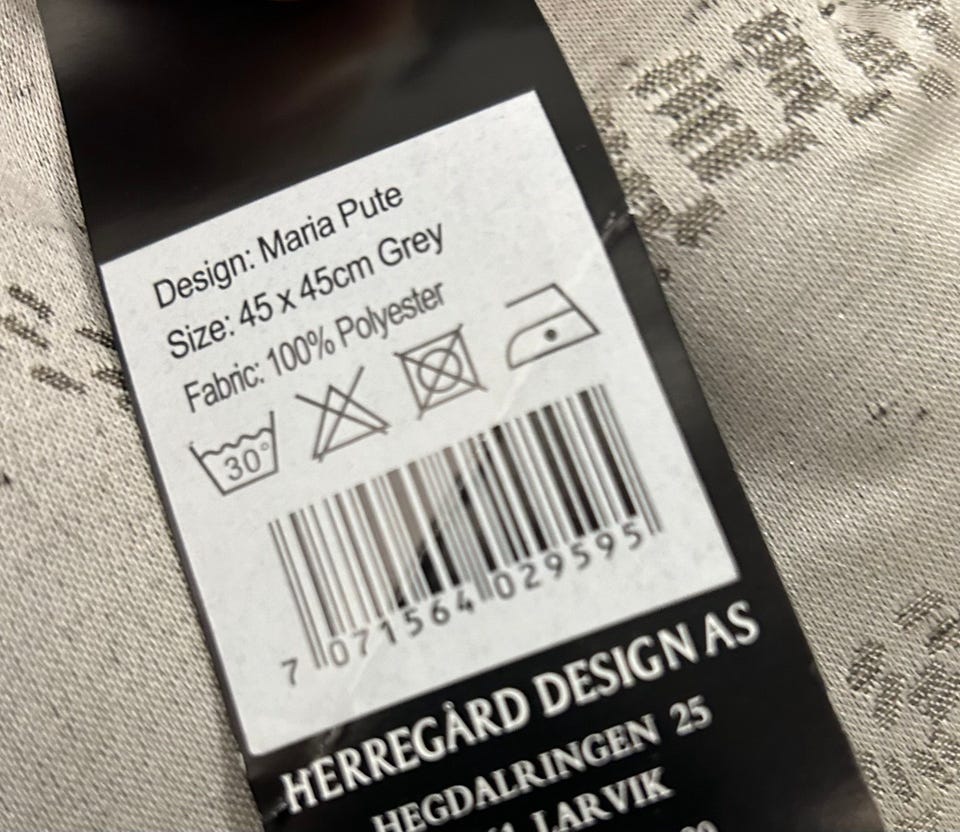 Design: Maria Pute
Size: 45 x 45cm Grey
Fabric: 100% Polyester
30°
7 071564 029595
HERREGÅRD DESIGN AS
HEGDALRINGEN 25
LARVIK